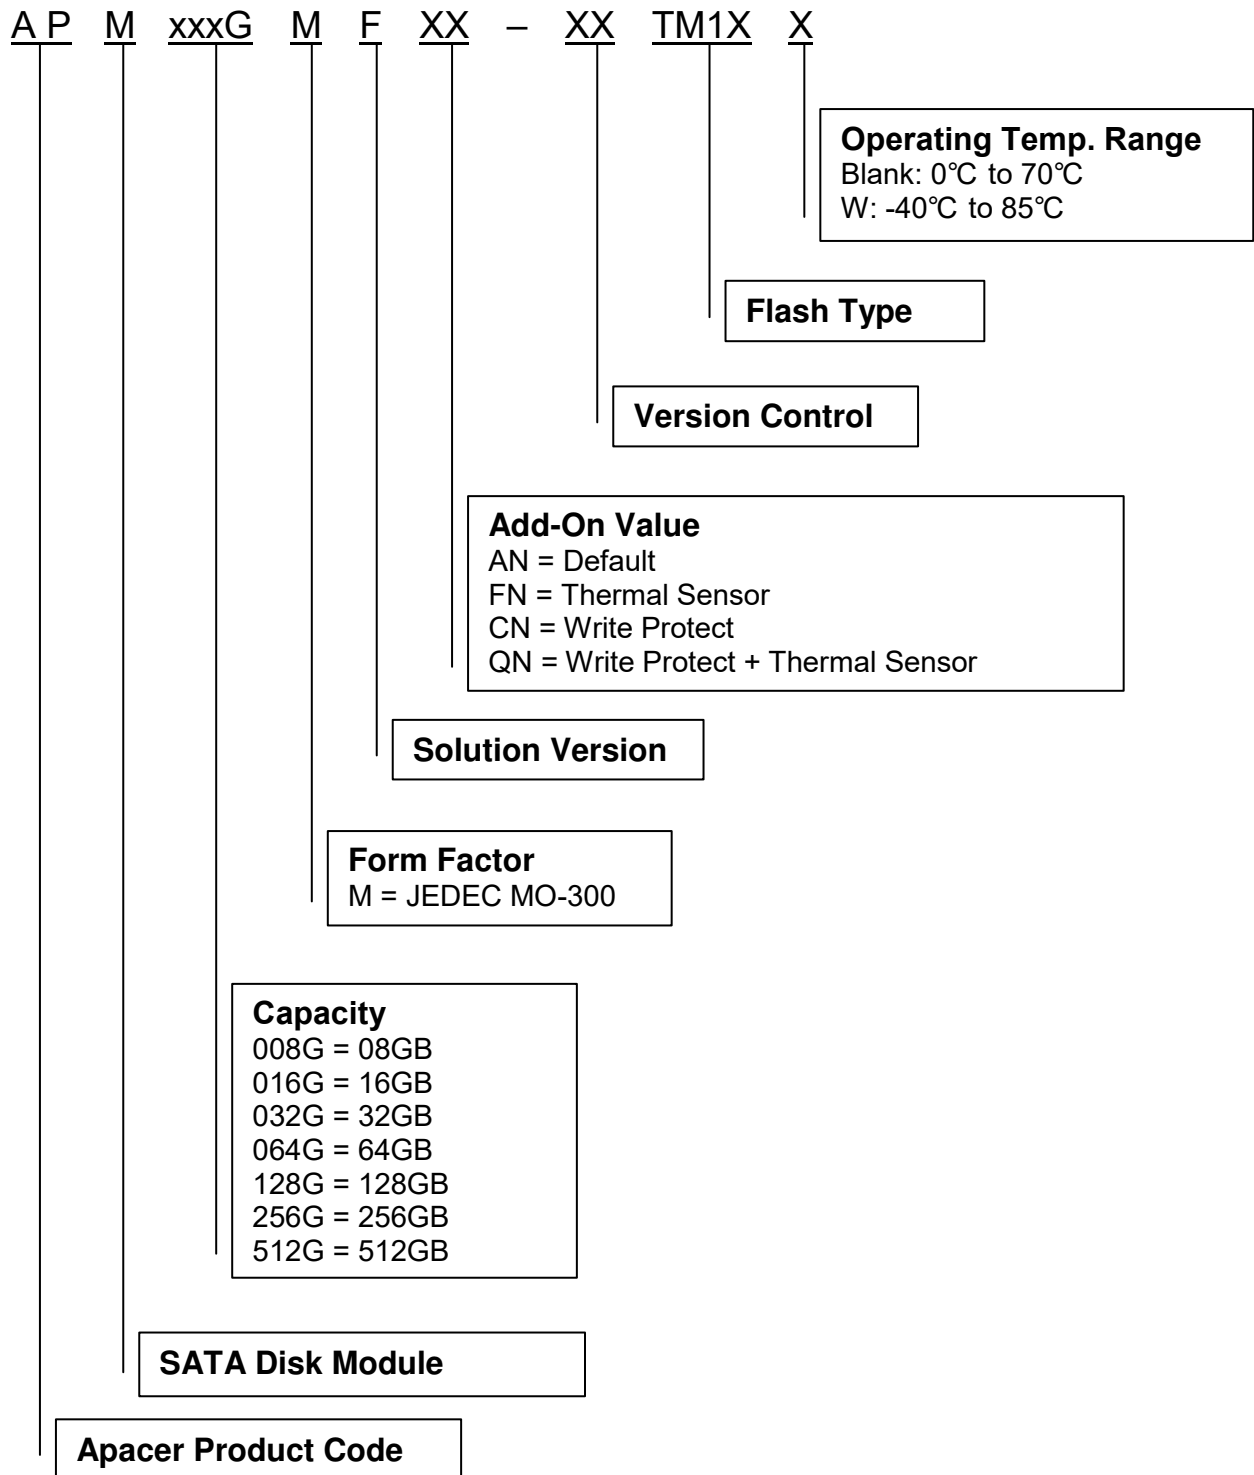 A P M xxxG M F XX – XX TM1X X
Operating Temp. Range
Blank: 0℃ to 70℃
W: -40℃ to 85℃
Flash Type
Version Control
Add-On Value
AN = Default
FN = Thermal Sensor
CN = Write Protect
QN = Write Protect + Thermal Sensor
Solution Version
Form Factor
M = JEDEC MO-300
Capacity
008G = 08GB
016G = 16GB
032G = 32GB
064G = 64GB
128G = 128GB
256G = 256GB
512G = 512GB
SATA Disk Module
Apacer Product Code